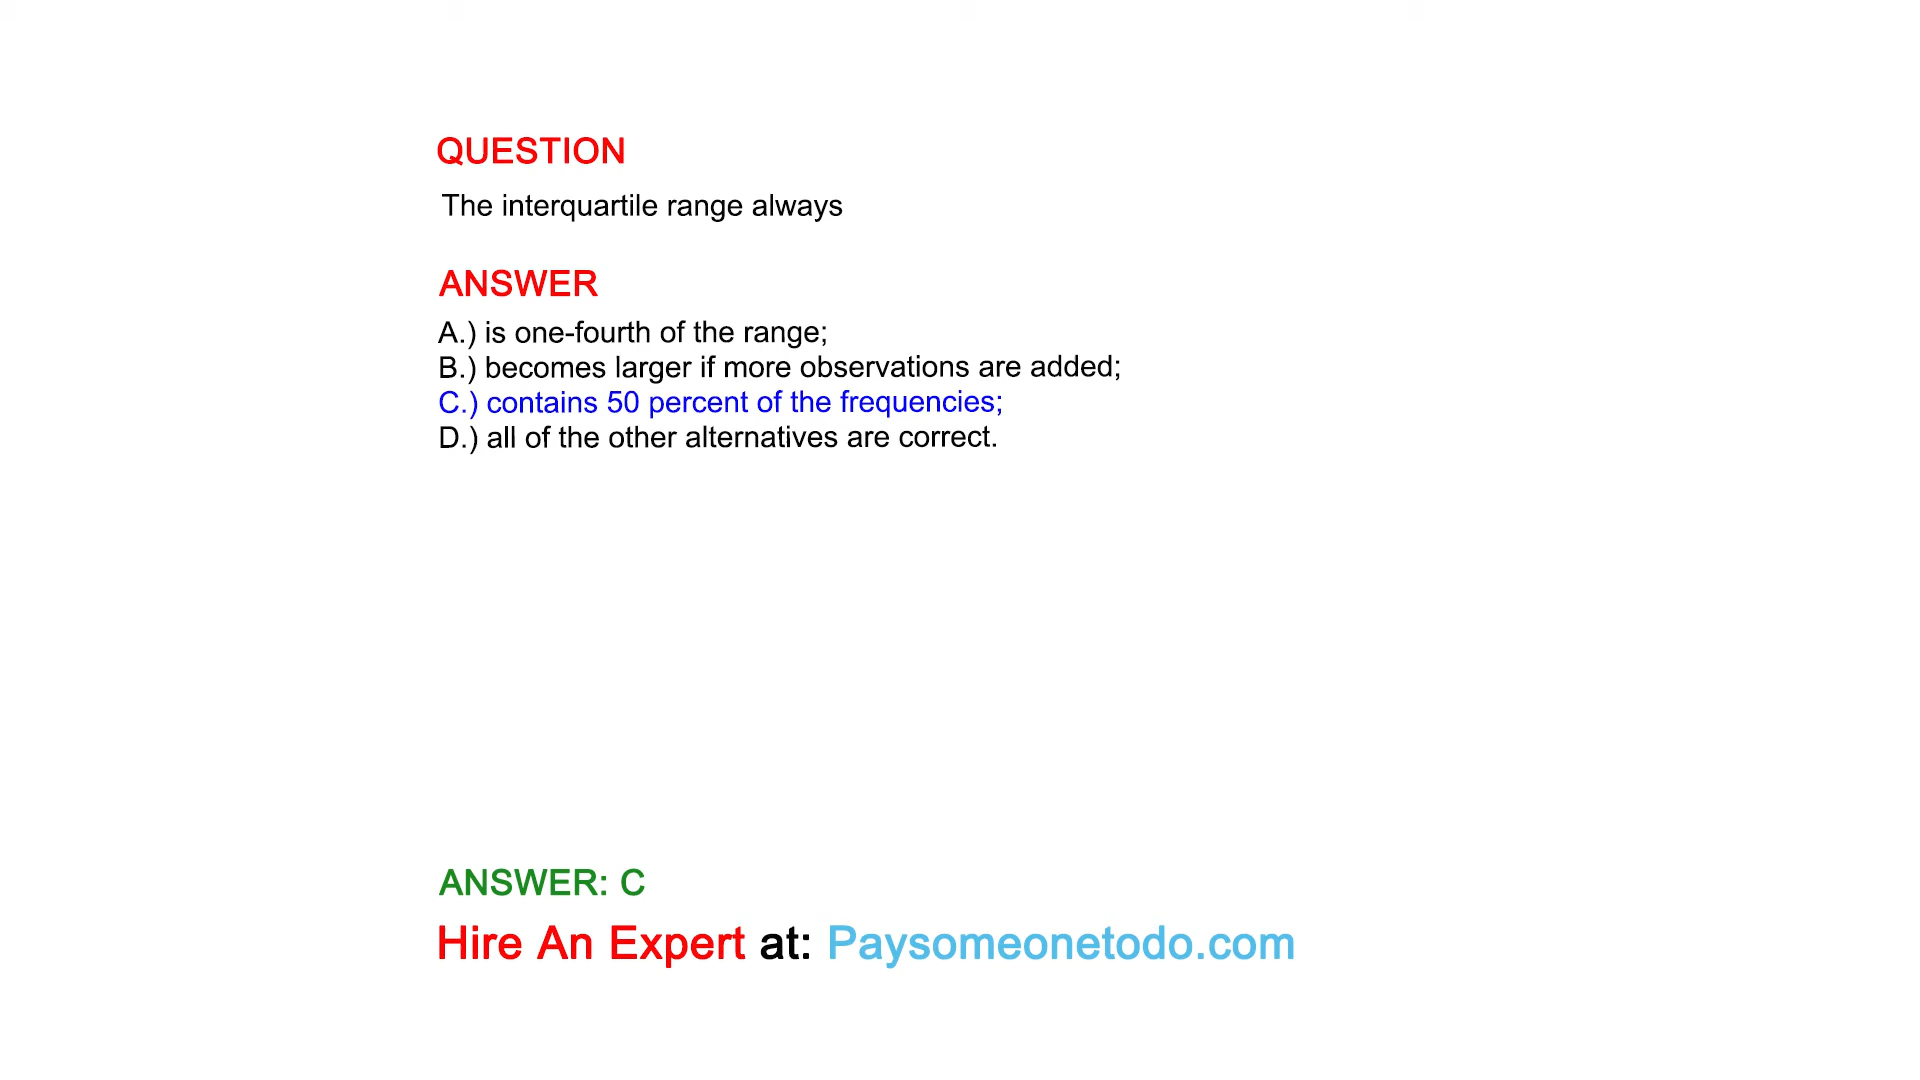 QUESTION
The interquartile range always
ANSWER
A.) is one-fourth of the range;
B.) becomes larger if more observations are added;
C.) contains 50 percent of the frequencies;
D.) all of the other alternatives are correct.
ANSWER: C
Hire An Expert at: Paysomeonetodo.com